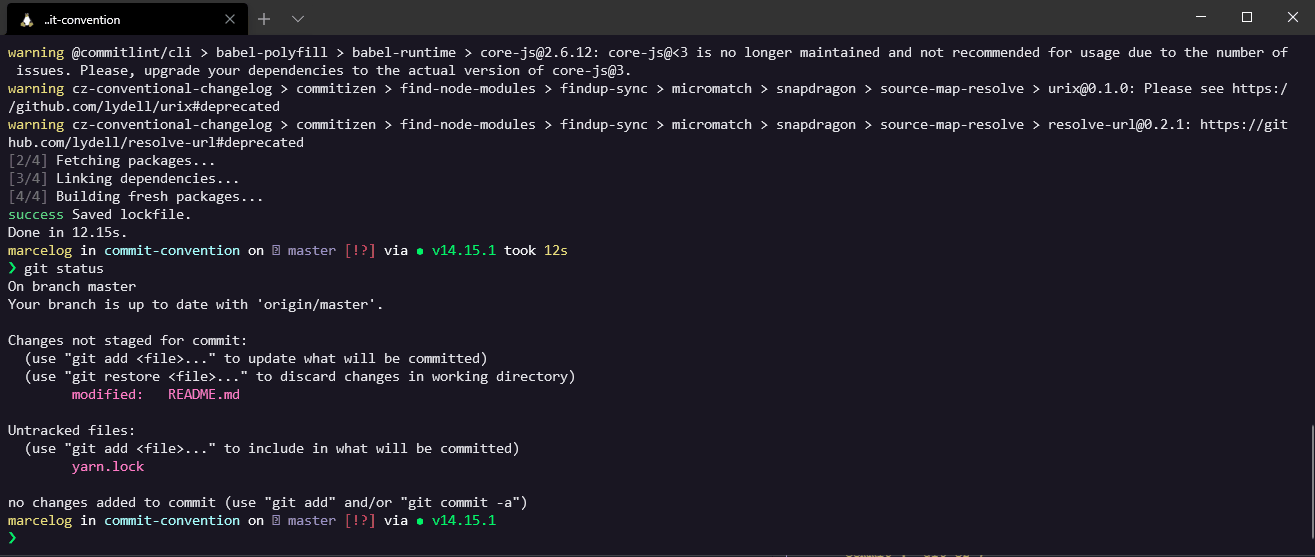 ..it-convention
warning @commitlint/cli > babel-polyfill > babel-runtime > core-js@2.6.12: core-js@<3 is no longer maintained and not recommended for usage due to the number of
 issues. Please, upgrade your dependencies to the actual version of core-js@3.
warning cz-conventional-changelog > commitizen > find-node-modules > findup-sync > micromatch > snapdragon > source-map-resolve > urix@0.1.0: Please see https:/
/github.com/lydell/urix#deprecated
warning cz-conventional-changelog > commitizen > find-node-modules > findup-sync > micromatch > snapdragon > source-map-resolve > resolve-url@0.2.1: https://git
hub.com/lydell/resolve-url#deprecated
[2/4] Fetching packages...
[3/4] Linking dependencies...
[4/4] Building fresh packages...
success Saved lockfile.
Done in 12.15s.
marcelog in commit-convention on master [!?] via ● v14.15.1 took 12s
❯ git status
On branch master
Your branch is up to date with 'origin/master'.

Changes not staged for commit:
  (use "git add <file>..." to update what will be committed)
  (use "git restore <file>..." to discard changes in working directory)
        modified:   README.md

Untracked files:
  (use "git add <file>..." to include in what will be committed)
        yarn.lock

no changes added to commit (use "git add" and/or "git commit -a")
marcelog in commit-convention on master [!?] via ● v14.15.1
❯